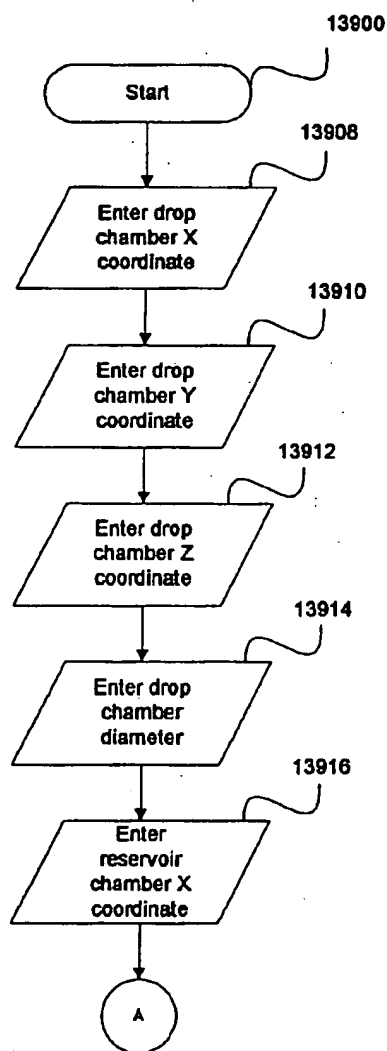 13900
Start
13908
Enter drop
chamber X
coordinate
13910
Enter drop
chamber Y
coordinate
13912
Enter drop
chamber Z
coordinate
13914
Enter drop
chamber
diameter
13916
Enter
reservoir
chamber X
coordinate
A